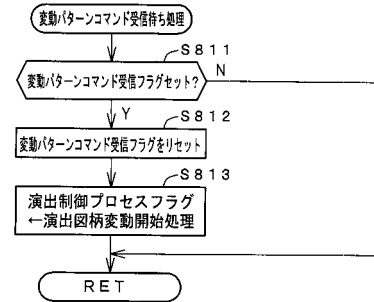 変動パターンコマンド受信待ち処理
S811
変動パターンコマンド受信フラグセット?
N
Y
S812
変動パターンコマンド受信フラグをリセット
S813
演出制御プロセスフラグ
←演出図柄変動開始処理
RET